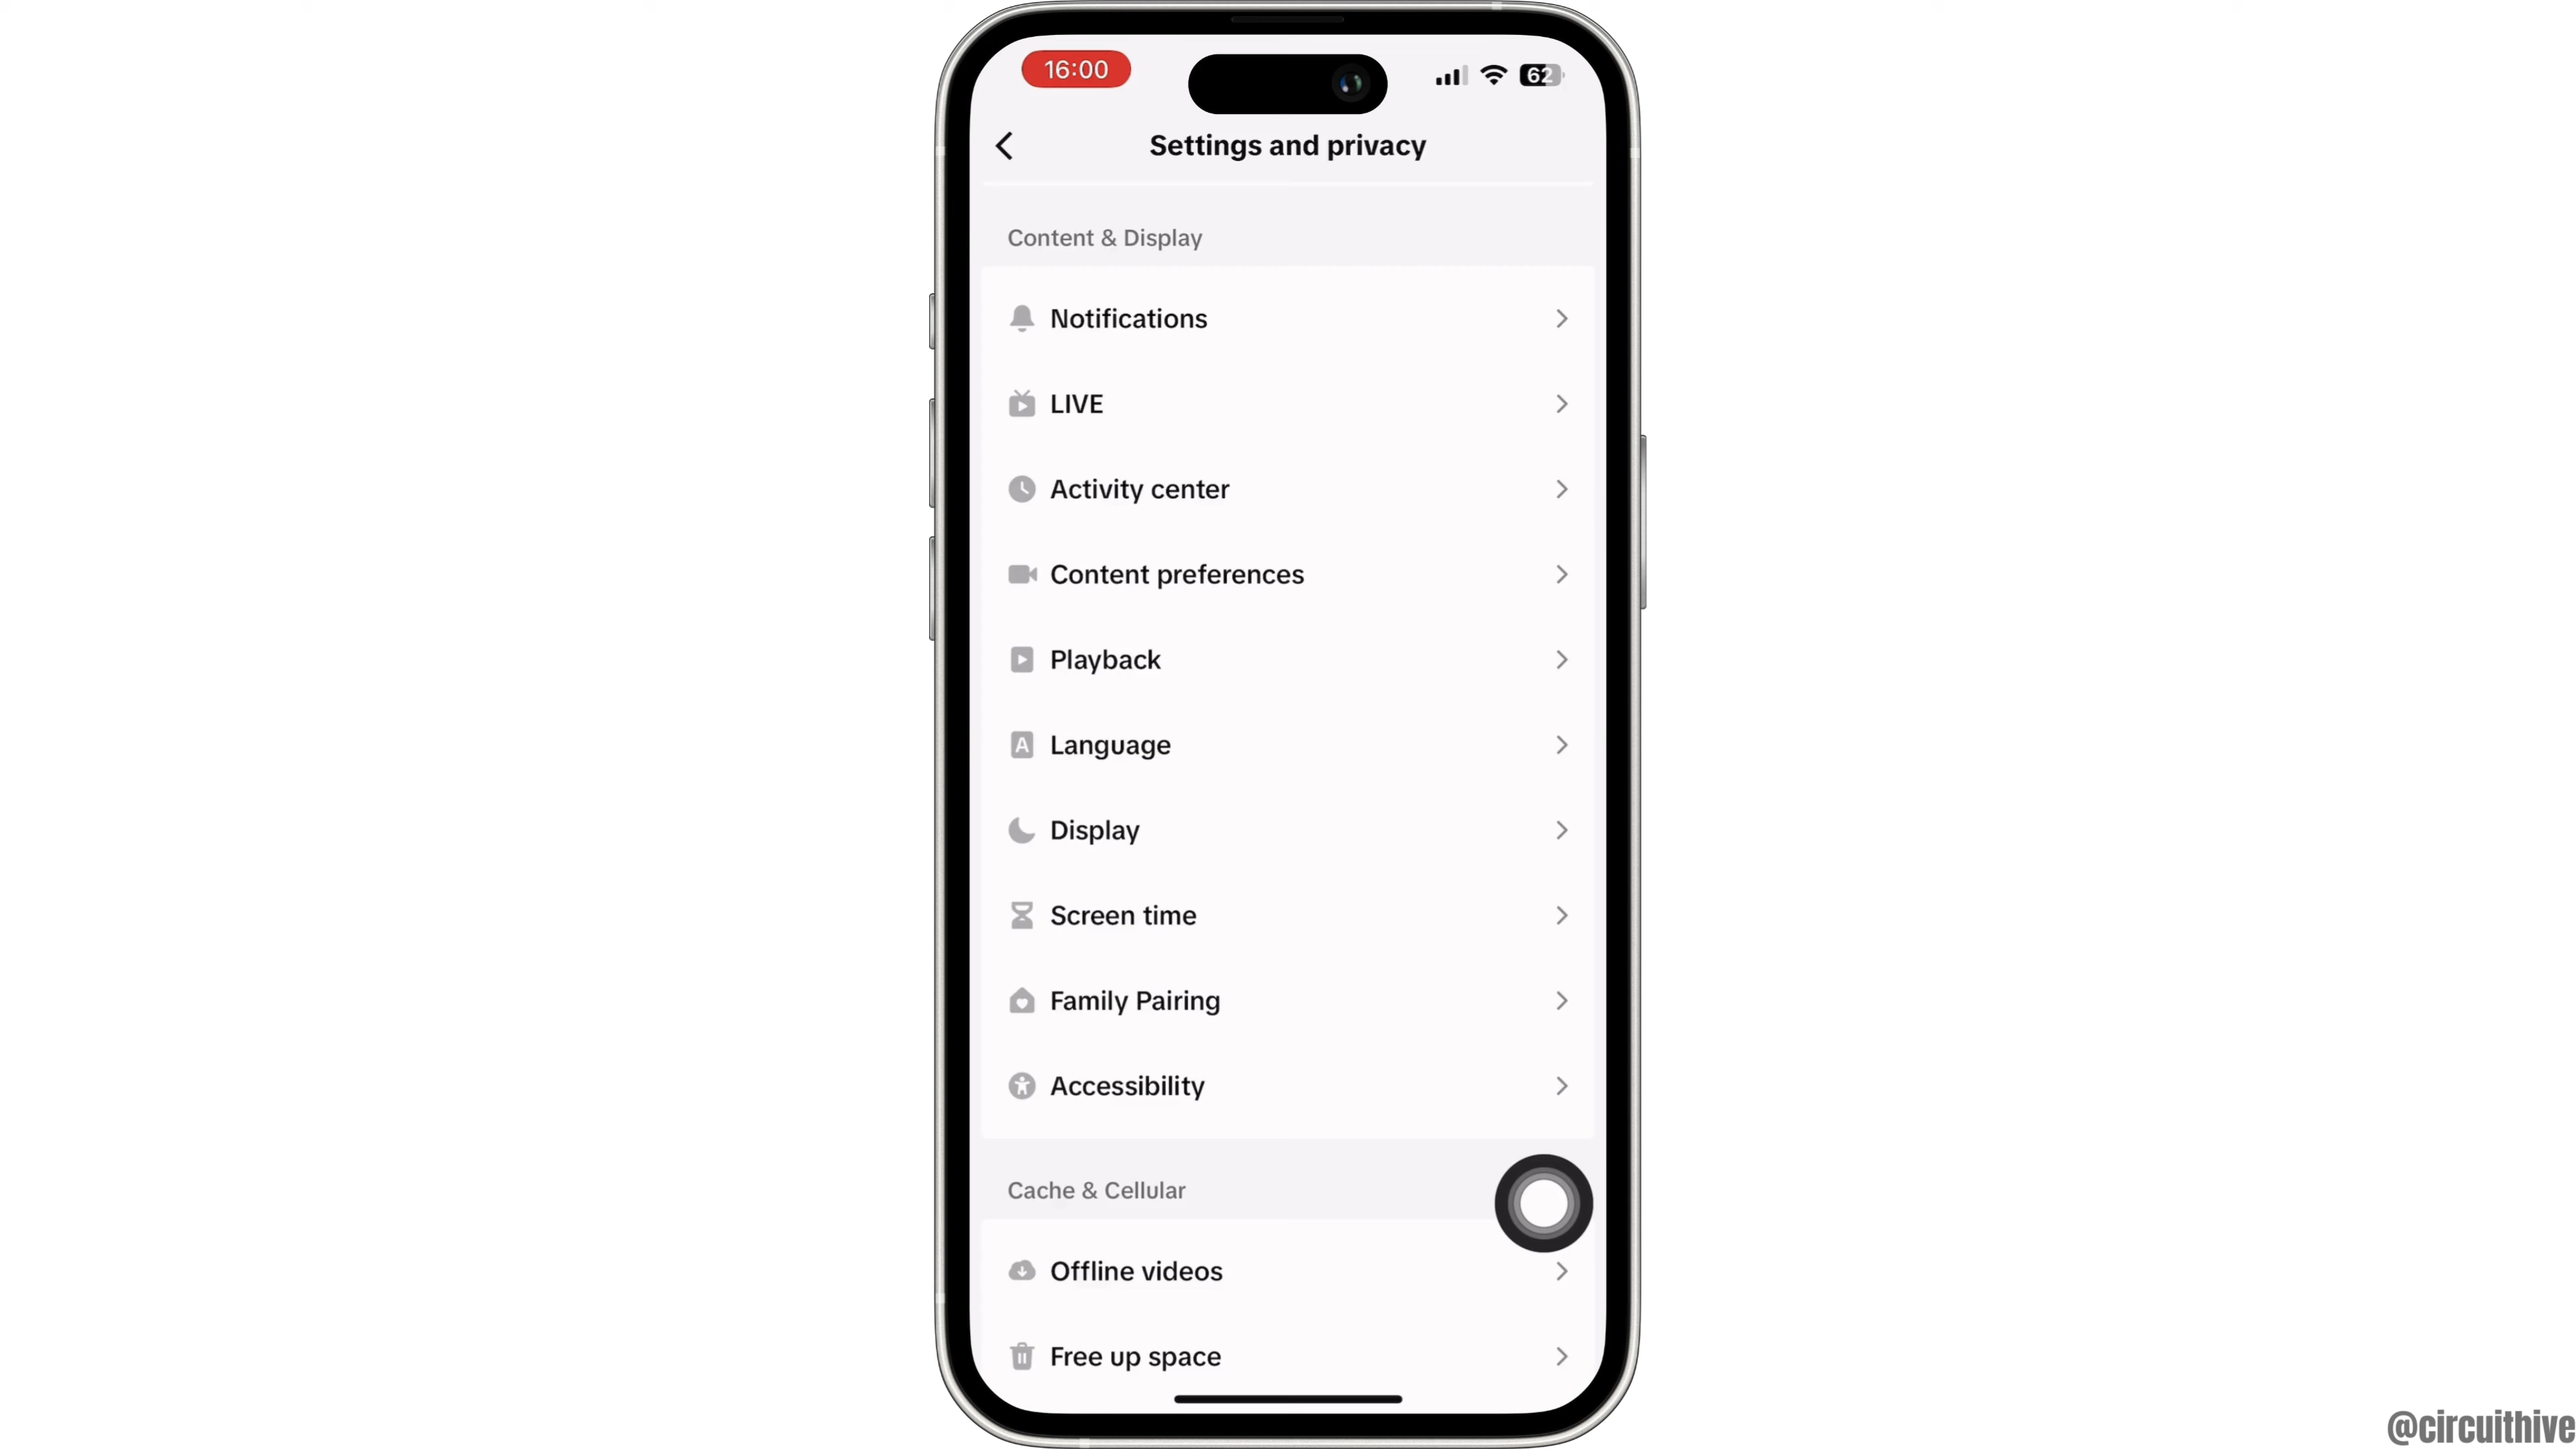 16:00
62
Settings and privacy
Content & Display
Notifications
LIVE
Activity center
Content preferences
Playback
A Language
Display
Screen time
Family Pairing
Accessibility
Cache & Cellular
Offline videos
Free up space
@circuithive